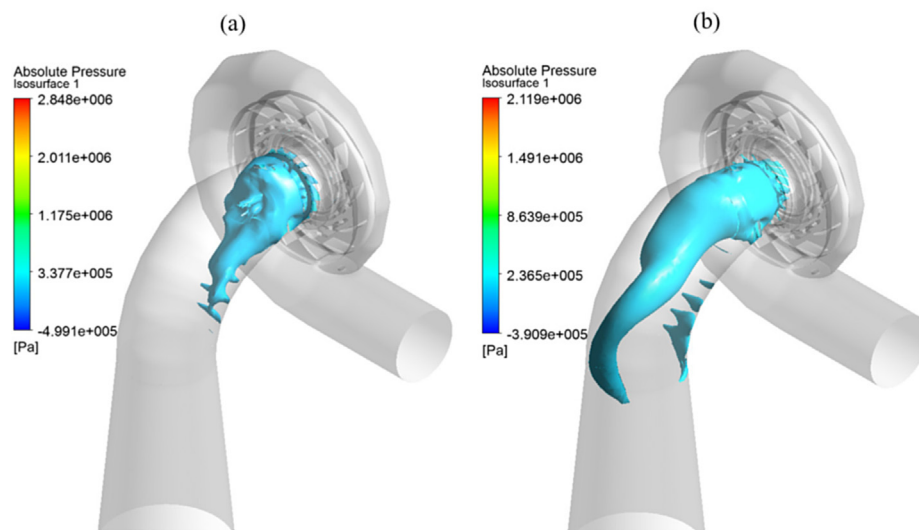 (a)
Absolute Pressure
Isosurface 1
2.848e+006
2.011e+006
1.175e+006
3.377e+005
-4.991e+005
[Pa]
(b)
Absolute Pressure
Isosurface 1
2.119e+006
1.491e+006
8.639e+005
2.365e+005
-3.909e+005
[Pa]